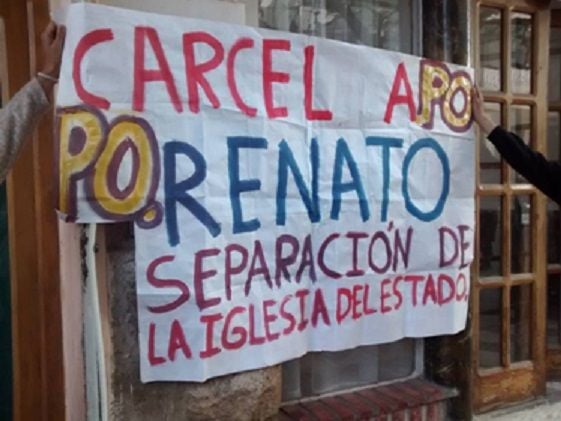 CARCEL A PO
PO. RENATO
SEPARACIÓN DE
LA IGLESIA DEL ESTADO.